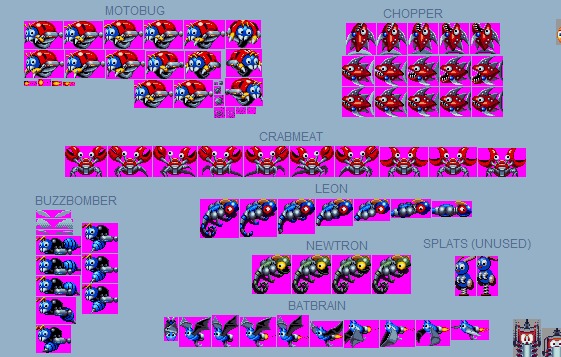 MOTOBUG
CHOPPER
CRABMEAT
LEON
BUZZBOMBER
NEWTRON
SPLATS (UNUSED)
BATBRAIN